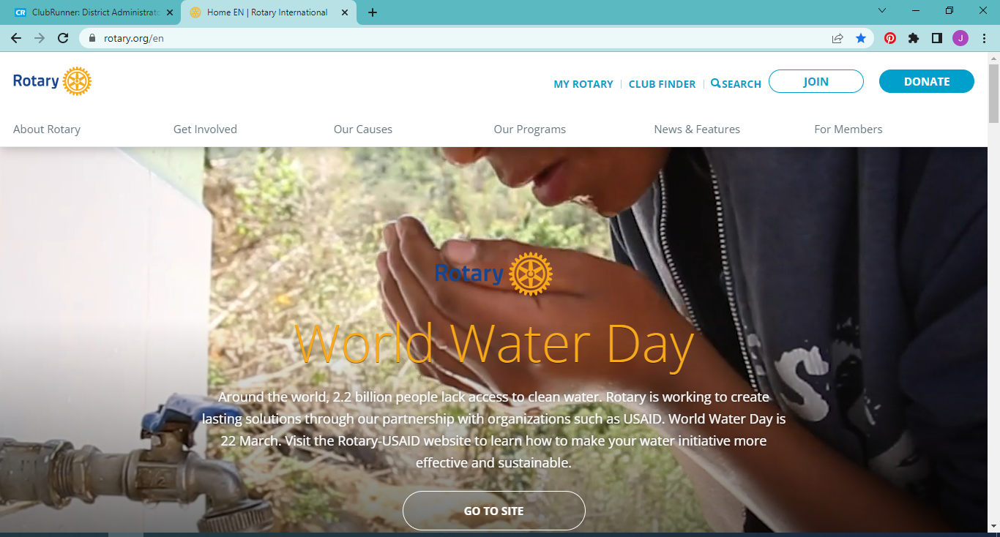 ClubRunner: District Administrato
Home EN | Rotary International
rotary.org/en
J
Rotary
MY ROTARY
CLUB FINDER
SEARCH
JOIN
DONATE
About Rotary
Get Involved
Our Causes
Our Programs
News & Features
For Members
Rotary
World Water Day
Around the world, 2.2 billion people lack access to clean water. Rotary is working to create
lasting solutions through our partnership with organizations such as USAID. World Water Day is
22 March. Visit the Rotary-USAID website to learn how to make your water initiative more
effective and sustainable.
GO TO SITE